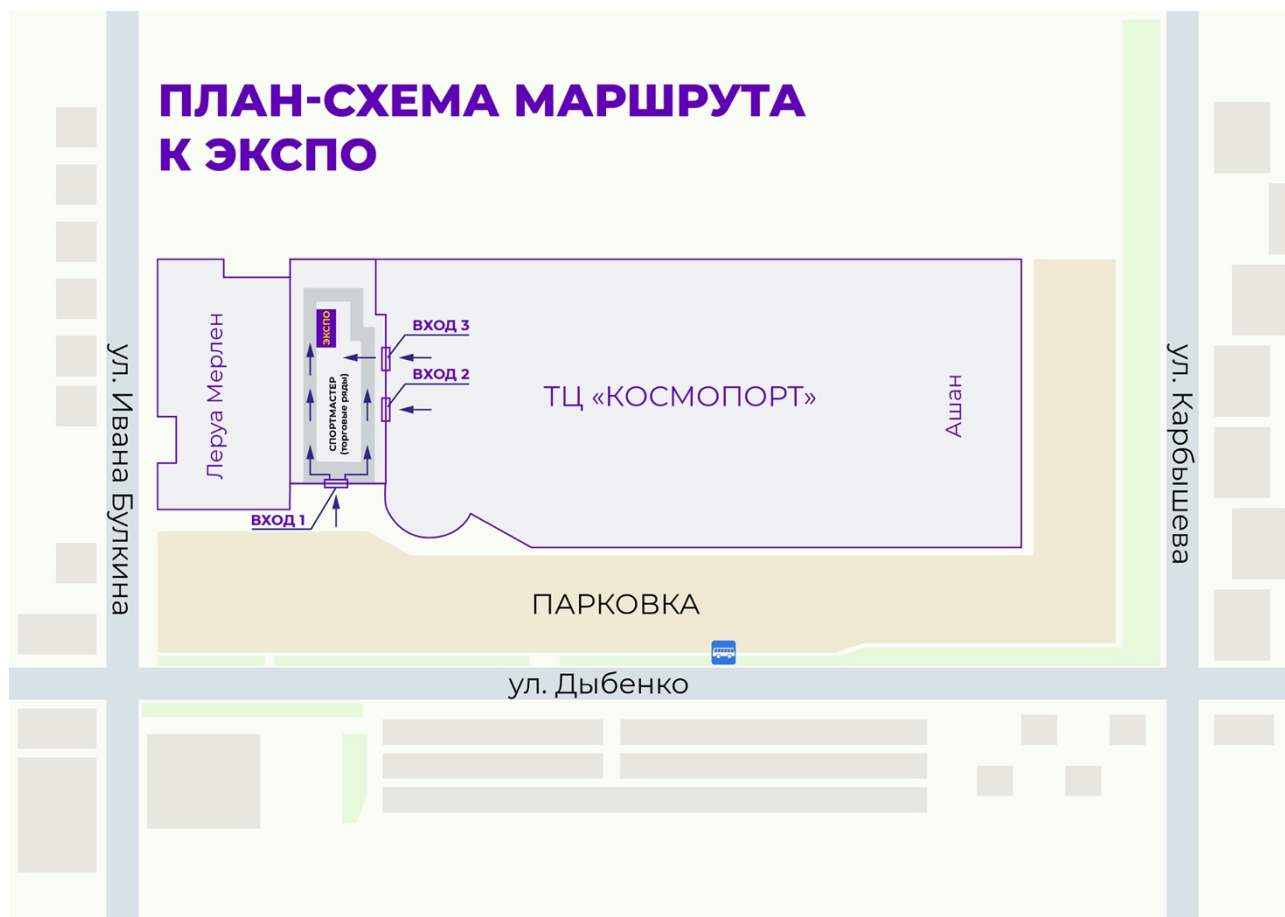 ПЛАН-СХЕМА МАРШРУТА
К ЭКСПО
ул. Ивана Булкина
Леруа Мерлен
ЭКСПО
СПОРТМАСТЕР
(торговые ряды)
ВХОД 3
ВХОД 2
ВХОД 1
ТЦ «КОСМОПОРТ»
Ашан
ул. Карбышева
ПАРКОВКА
ул. Дыбенко